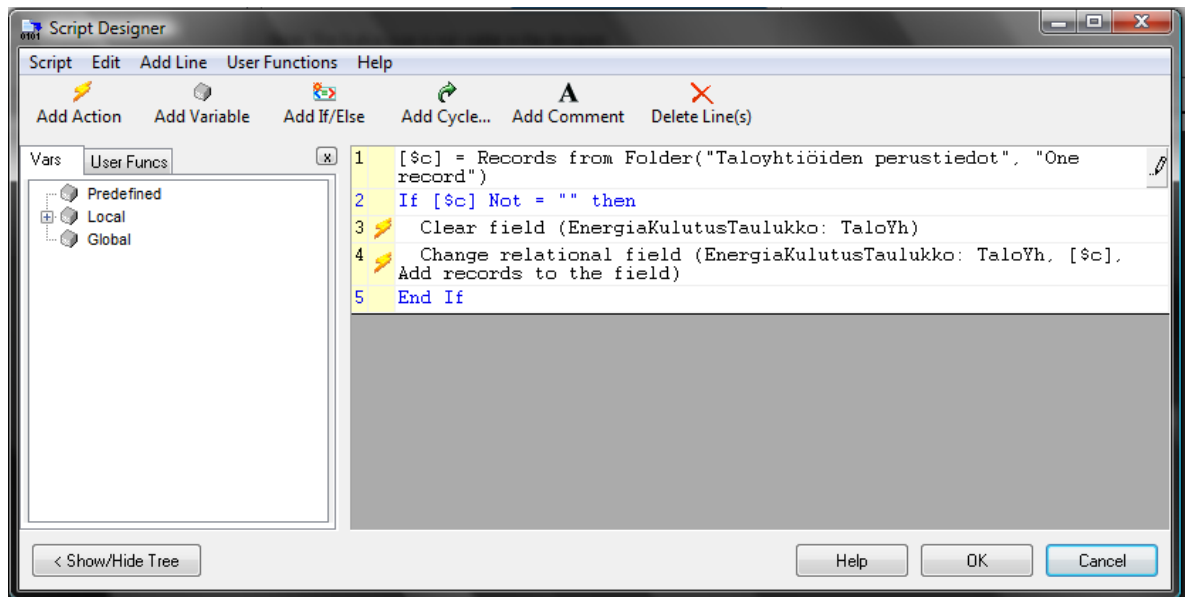 Script Designer
Script Edit Add Line User Functions Help
Add Action Add Variable Add If/Else Add Cycle... Add Comment Delete Line(s)
Vars User Funcs x
Predefined
Local
Global
1 [$c] = Records from Folder("Taloyhtiöiden perustiedot", "One
record")
2 If [$c] Not = "" then
3 Clear field (EnergiaKulutusTaulukko: TaloYh)
4 Change relational field (EnergiaKulutusTaulukko: TaloYh, [$c],
Add records to the field)
5 End If
< Show/Hide Tree Help OK Cancel